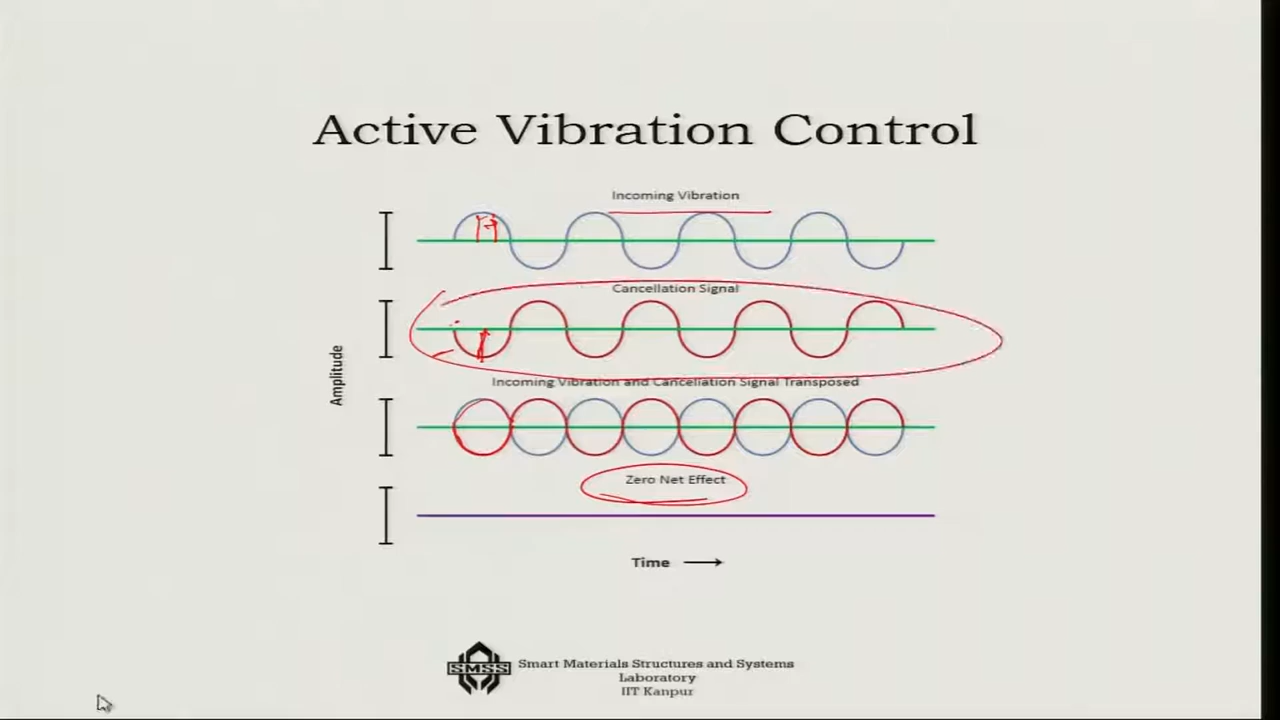 Active Vibration Control
Incoming Vibration
Cancellation Signal
Incoming Vibration and Cancellation Signal Transposed
Zero Net Effect
Amplitude
Time
SMSS
Smart Materials Structures and Systems
Laboratory
IIT Kanpur